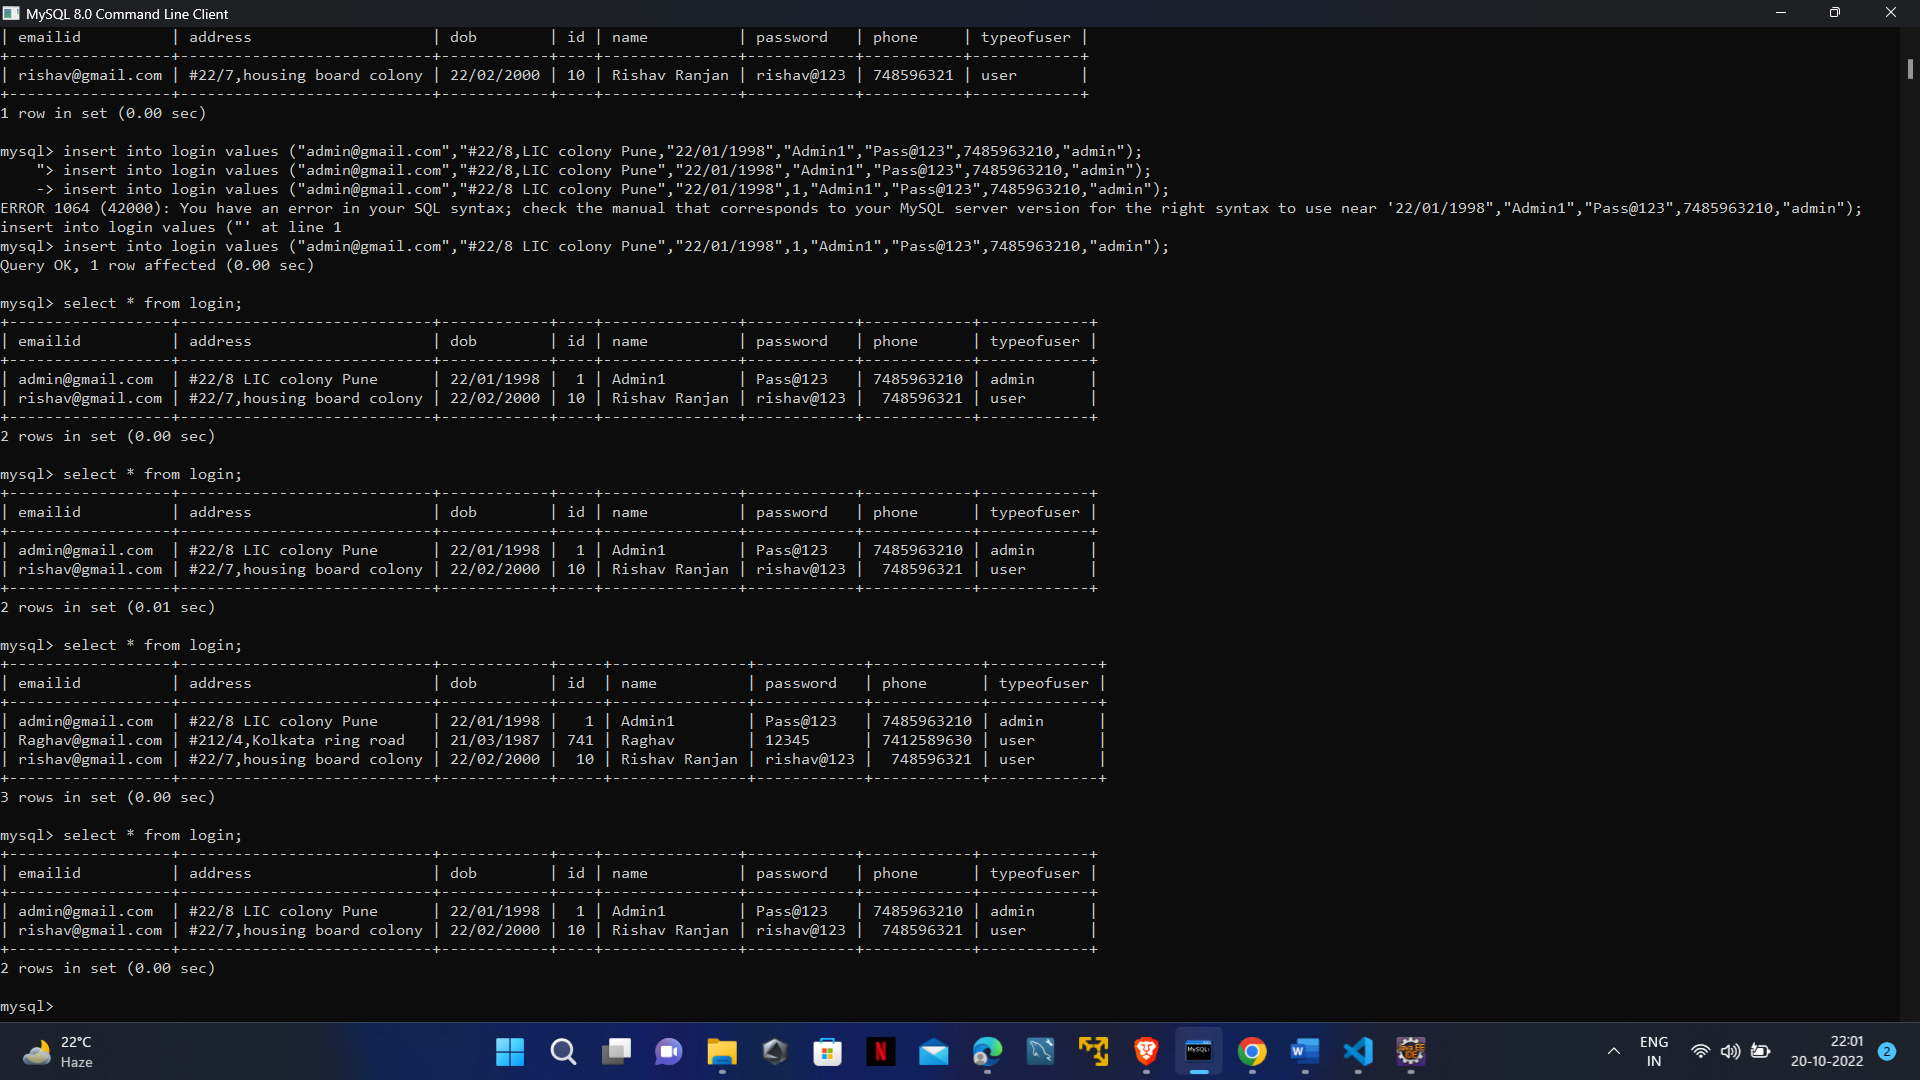 MySQL 8.0 Command Line Client
| emailid          | address                    | dob        | id | name          | password   | phone     | typeofuser |
+------------------+----------------------------+------------+----+---------------+------------+-----------+------------+
| rishav@gmail.com | #22/7,housing board colony | 22/02/2000 | 10 | Rishav Ranjan | rishav@123 | 748596321 | user       |
+------------------+----------------------------+------------+----+---------------+------------+-----------+------------+
1 row in set (0.00 sec)
mysql> insert into login values ("admin@gmail.com","#22/8,LIC colony Pune,"22/01/1998","Admin1","Pass@123",7485963210,"admin");
    "> insert into login values ("admin@gmail.com","#22/8,LIC colony Pune","22/01/1998","Admin1","Pass@123",7485963210,"admin");
    -> insert into login values ("admin@gmail.com","#22/8 LIC colony Pune","22/01/1998",1,"Admin1","Pass@123",7485963210,"admin");
ERROR 1064 (42000): You have an error in your SQL syntax; check the manual that corresponds to your MySQL server version for the right syntax to use near '22/01/1998","Admin1","Pass@123",7485963210,"admin");
insert into login values ("' at line 1
mysql> insert into login values ("admin@gmail.com","#22/8 LIC colony Pune","22/01/1998",1,"Admin1","Pass@123",7485963210,"admin");
Query OK, 1 row affected (0.00 sec)
mysql> select * from login;
+------------------+----------------------------+------------+----+---------------+------------+------------+------------+
| emailid          | address                    | dob        | id | name          | password   | phone      | typeofuser |
+------------------+----------------------------+------------+----+---------------+------------+------------+------------+
| admin@gmail.com  | #22/8 LIC colony Pune      | 22/01/1998 |  1 | Admin1        | Pass@123   | 7485963210 | admin      |
| rishav@gmail.com | #22/7,housing board colony | 22/02/2000 | 10 | Rishav Ranjan | rishav@123 |  748596321 | user       |
+------------------+----------------------------+------------+----+---------------+------------+------------+------------+
2 rows in set (0.00 sec)
mysql> select * from login;
+------------------+----------------------------+------------+----+---------------+------------+------------+------------+
| emailid          | address                    | dob        | id | name          | password   | phone      | typeofuser |
+------------------+----------------------------+------------+----+---------------+------------+------------+------------+
| admin@gmail.com  | #22/8 LIC colony Pune      | 22/01/1998 |  1 | Admin1        | Pass@123   | 7485963210 | admin      |
| rishav@gmail.com | #22/7,housing board colony | 22/02/2000 | 10 | Rishav Ranjan | rishav@123 |  748596321 | user       |
+------------------+----------------------------+------------+----+---------------+------------+------------+------------+
2 rows in set (0.01 sec)
mysql> select * from login;
+------------------+----------------------------+------------+-----+---------------+------------+------------+------------+
| emailid          | address                    | dob        | id  | name          | password   | phone      | typeofuser |
+------------------+----------------------------+------------+-----+---------------+------------+------------+------------+
| admin@gmail.com  | #22/8 LIC colony Pune      | 22/01/1998 |   1 | Admin1        | Pass@123   | 7485963210 | admin      |
| Raghav@gmail.com | #212/4,Kolkata ring road   | 21/03/1987 | 741 | Raghav        | 12345      | 7412589630 | user       |
| rishav@gmail.com | #22/7,housing board colony | 22/02/2000 |  10 | Rishav Ranjan | rishav@123 |  748596321 | user       |
+------------------+----------------------------+------------+-----+---------------+------------+------------+------------+
3 rows in set (0.00 sec)
mysql> select * from login;
+------------------+----------------------------+------------+----+---------------+------------+------------+------------+
| emailid          | address                    | dob        | id | name          | password   | phone      | typeofuser |
+------------------+----------------------------+------------+----+---------------+------------+------------+------------+
| admin@gmail.com  | #22/8 LIC colony Pune      | 22/01/1998 |  1 | Admin1        | Pass@123   | 7485963210 | admin      |
| rishav@gmail.com | #22/7,housing board colony | 22/02/2000 | 10 | Rishav Ranjan | rishav@123 |  748596321 | user       |
+------------------+----------------------------+------------+----+---------------+------------+------------+------------+
2 rows in set (0.00 sec)
mysql>
22°C
Haze
N
MySQL
W
Java EE
IDE
ENG
IN
22:01
20-10-2022
2